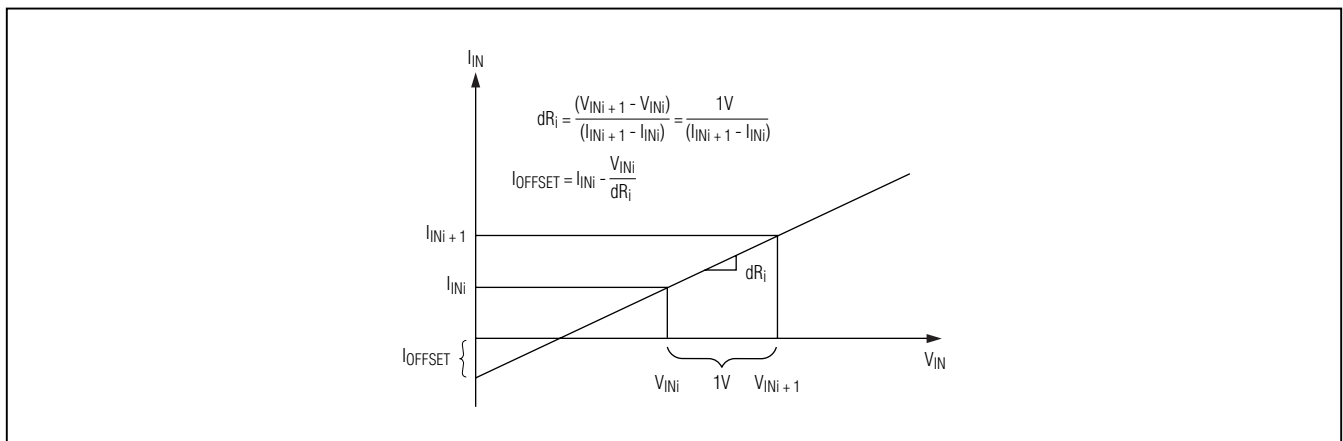 I_IN
dR_i = (V_INi + 1 - V_INi) / (I_INi + 1 - I_INi) = 1V / (I_INi + 1 - I_INi)
I_OFFSET = I_INi - V_INi / dR_i
I_INi + 1
dR_i
I_INi
I_OFFSET
V_IN
V_INi 1V V_INi + 1